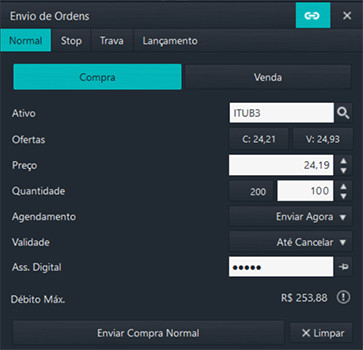 Envio de Ordens
Normal Stop Trava Lançamento
Compra Venda
Ativo ITUB3
Ofertas C: 24,21 V: 24,93
Preço 24,19
Quantidade 200 100
Agendamento Enviar Agora
Validade Até Cancelar
Ass. Digital •••••
Débito Máx. R$ 253,88
Enviar Compra Normal Limpar